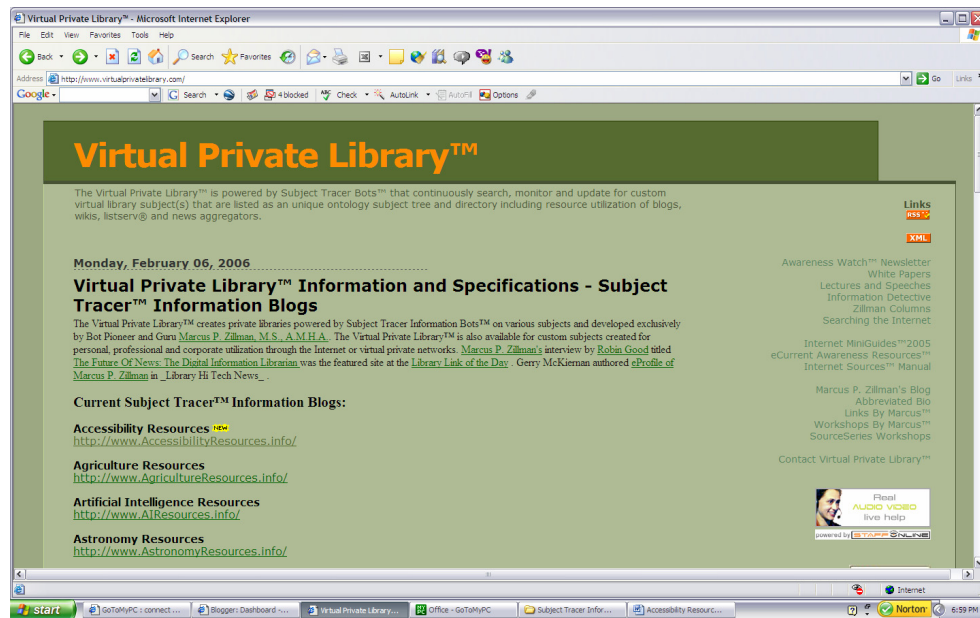 Virtual Private Library™ - Microsoft Internet Explorer
File Edit View Favorites Tools Help
Back Search Favorites
Address http://www.virtualprivatelibrary.com/ Go Links
Google Search 4 blocked Check AutoLink AutoFill Options
Virtual Private Library™
The Virtual Private Library™ is powered by Subject Tracer Bots™ that continuously search, monitor and update for custom
virtual library subject(s) that are listed as an unique ontology subject tree and directory including resource utilization of blogs,
wikis, listserv® and news aggregators.
Monday, February 06, 2006
Virtual Private Library™ Information and Specifications - Subject
Tracer™ Information Blogs
The Virtual Private Library™ creates private libraries powered by Subject Tracer Information Bots™ on various subjects and developed exclusively
by Bot Pioneer and Guru Marcus P. Zillman, M.S., A.M.H.A.. The Virtual Private Library™ is also available for custom subjects created for
personal, professional and corporate utilization through the Internet or virtual private networks. Marcus P. Zillman's interview by Robin Good titled
The Future Of News: The Digital Information Librarian was the featured site at the Library Link of the Day . Gerry McKiernan authored eProfile of
Marcus P. Zillman in _Library Hi Tech News_ .
Current Subject Tracer™ Information Blogs:
Accessibility Resources NEW
http://www.AccessibilityResources.info/
Agriculture Resources
http://www.AgricultureResources.info/
Artificial Intelligence Resources
http://www.AIResources.info/
Astronomy Resources
http://www.AstronomyResources.info/
Links
RSS
XML
Awareness Watch™ Newsletter
White Papers
Lectures and Speeches
Information Detective
Zillman Columns
Searching the Internet
Internet MiniGuides™2005
eCurrent Awareness Resources™
Internet Sources™ Manual
Marcus P. Zillman's Blog
Abbreviated Bio
Links By Marcus™
Workshops By Marcus™
SourceSeries Workshops
Contact Virtual Private Library™
Real
AUDIO VIDEO
live help
powered by STAFFONLINE
Internet
start GoToMyPC : connect ... Blogger: Dashboard -... Virtual Private Library... Office - GoToMyPC Subject Tracer Infor... Accessibility Resourc... Norton 6:59 PM